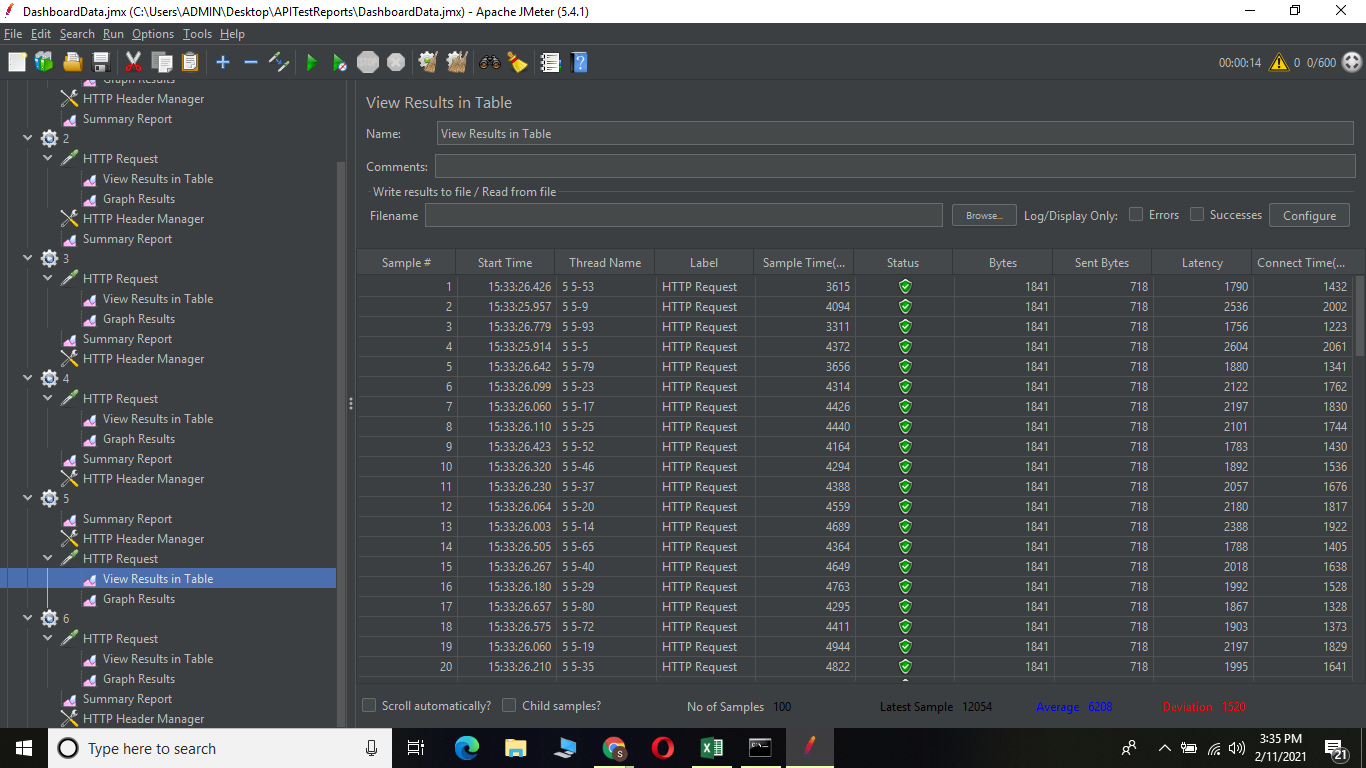 DashboardData.jmx (C:\Users\ADMIN\Desktop\APITestReports\DashboardData.jmx) - Apache JMeter (5.4.1)
File Edit Search Run Options Tools Help
STOP
00:00:14 0 0/600
Graph Results
HTTP Header Manager
Summary Report
2
HTTP Request
View Results in Table
Graph Results
HTTP Header Manager
Summary Report
3
HTTP Request
View Results in Table
Graph Results
Summary Report
HTTP Header Manager
4
HTTP Request
View Results in Table
Graph Results
Summary Report
HTTP Header Manager
5
Summary Report
HTTP Header Manager
HTTP Request
View Results in Table
Graph Results
6
HTTP Request
View Results in Table
Graph Results
Summary Report
HTTP Header Manager
View Results in Table
Name: View Results in Table
Comments:
Write results to file / Read from file
Filename Browse... Log/Display Only: Errors Successes Configure
Sample # Start Time Thread Name Label Sample Time(... Status Bytes Sent Bytes Latency Connect Time(...
1 15:33:26.426 5 5-53 HTTP Request 3615 1841 718 1790 1432
2 15:33:25.957 5 5-9 HTTP Request 4094 1841 718 2536 2002
3 15:33:26.779 5 5-93 HTTP Request 3311 1841 718 1756 1223
4 15:33:25.914 5 5-5 HTTP Request 4372 1841 718 2604 2061
5 15:33:26.642 5 5-79 HTTP Request 3656 1841 718 1880 1341
6 15:33:26.099 5 5-23 HTTP Request 4314 1841 718 2122 1762
7 15:33:26.060 5 5-17 HTTP Request 4426 1841 718 2197 1830
8 15:33:26.110 5 5-25 HTTP Request 4440 1841 718 2101 1744
9 15:33:26.423 5 5-52 HTTP Request 4164 1841 718 1783 1430
10 15:33:26.320 5 5-46 HTTP Request 4294 1841 718 1892 1536
11 15:33:26.230 5 5-37 HTTP Request 4388 1841 718 2057 1676
12 15:33:26.064 5 5-20 HTTP Request 4559 1841 718 2180 1817
13 15:33:26.003 5 5-14 HTTP Request 4689 1841 718 2388 1922
14 15:33:26.505 5 5-65 HTTP Request 4364 1841 718 1788 1405
15 15:33:26.267 5 5-40 HTTP Request 4649 1841 718 2018 1638
16 15:33:26.180 5 5-29 HTTP Request 4763 1841 718 1992 1528
17 15:33:26.657 5 5-80 HTTP Request 4295 1841 718 1867 1328
18 15:33:26.575 5 5-72 HTTP Request 4411 1841 718 1903 1373
19 15:33:26.060 5 5-19 HTTP Request 4944 1841 718 2197 1829
20 15:33:26.210 5 5-35 HTTP Request 4822 1841 718 1995 1641
Scroll automatically? Child samples? No of Samples 100 Latest Sample 12054 Average 6208 Deviation 1520
Type here to search
3:35 PM
2/11/2021
21